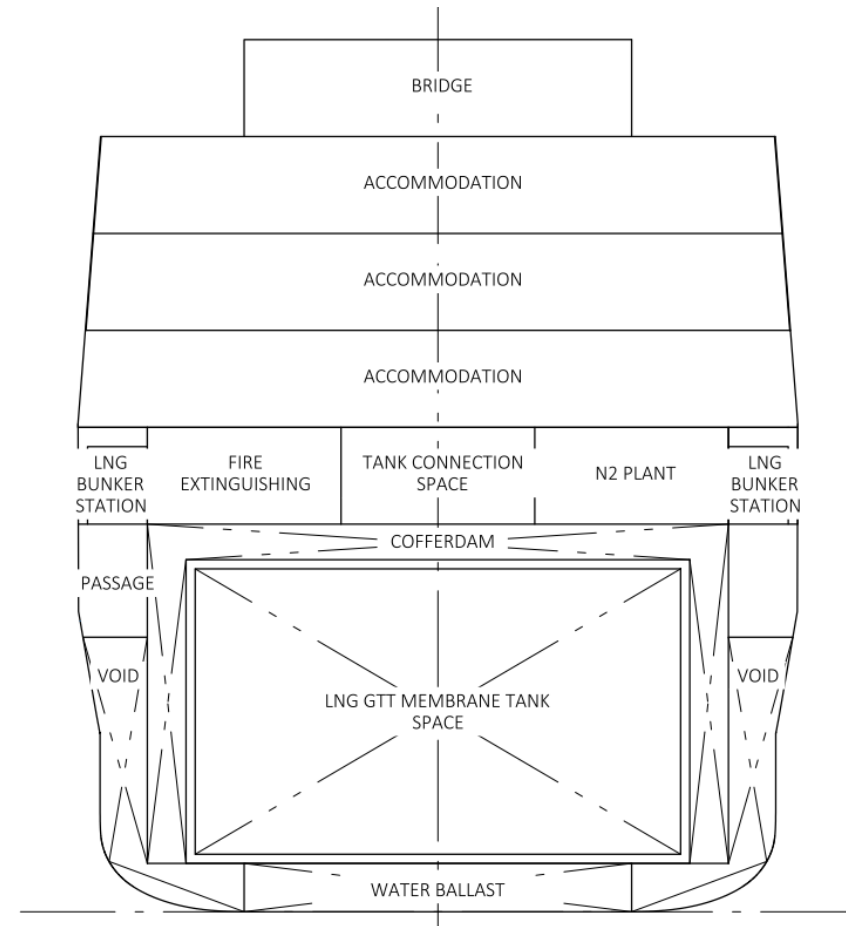 BRIDGE
ACCOMMODATION
ACCOMMODATION
ACCOMMODATION
LNG
BUNKER
STATION
FIRE
EXTINGUISHING
TANK CONNECTION
SPACE
N2 PLANT
LNG
BUNKER
STATION
COFFERDAM
PASSAGE
VOID
LNG GTT MEMBRANE TANK
SPACE
VOID
WATER BALLAST